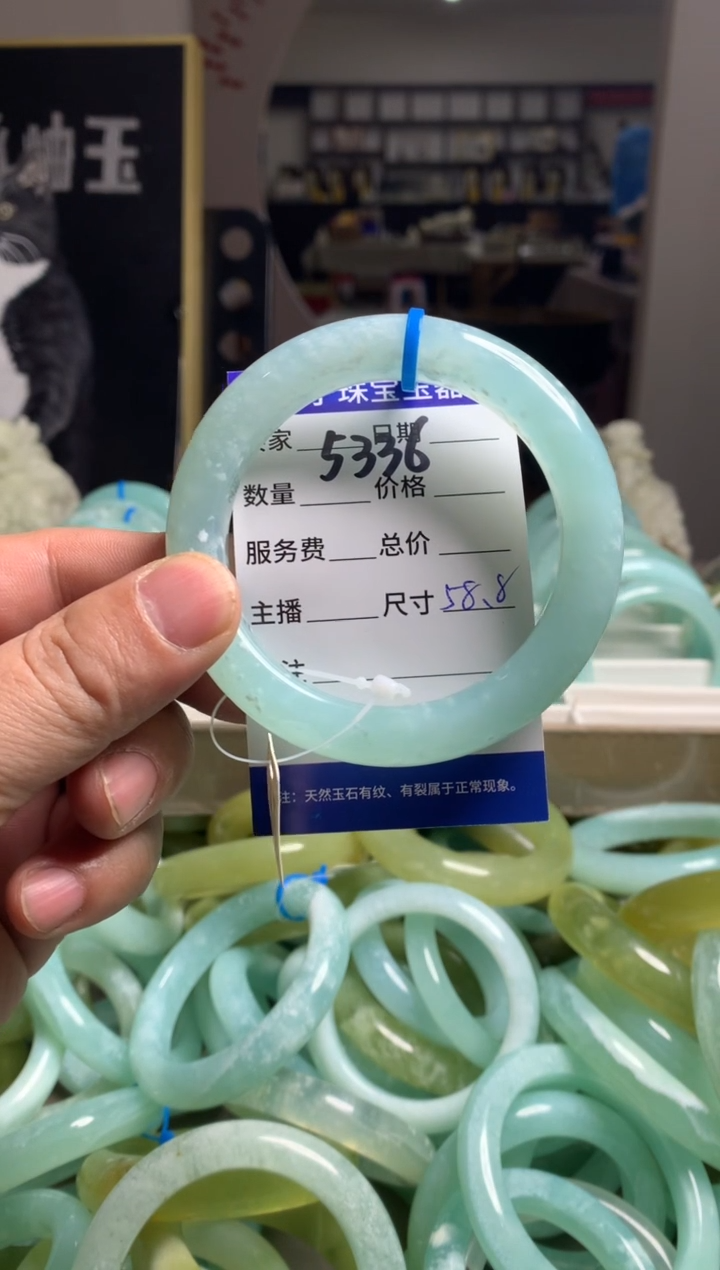 岫玉
珠宝玉器
家 日期
5336
数量 价格
服务费 总价
主播 尺寸 58.8
注
注：天然玉石有纹、有裂属于正常现象。